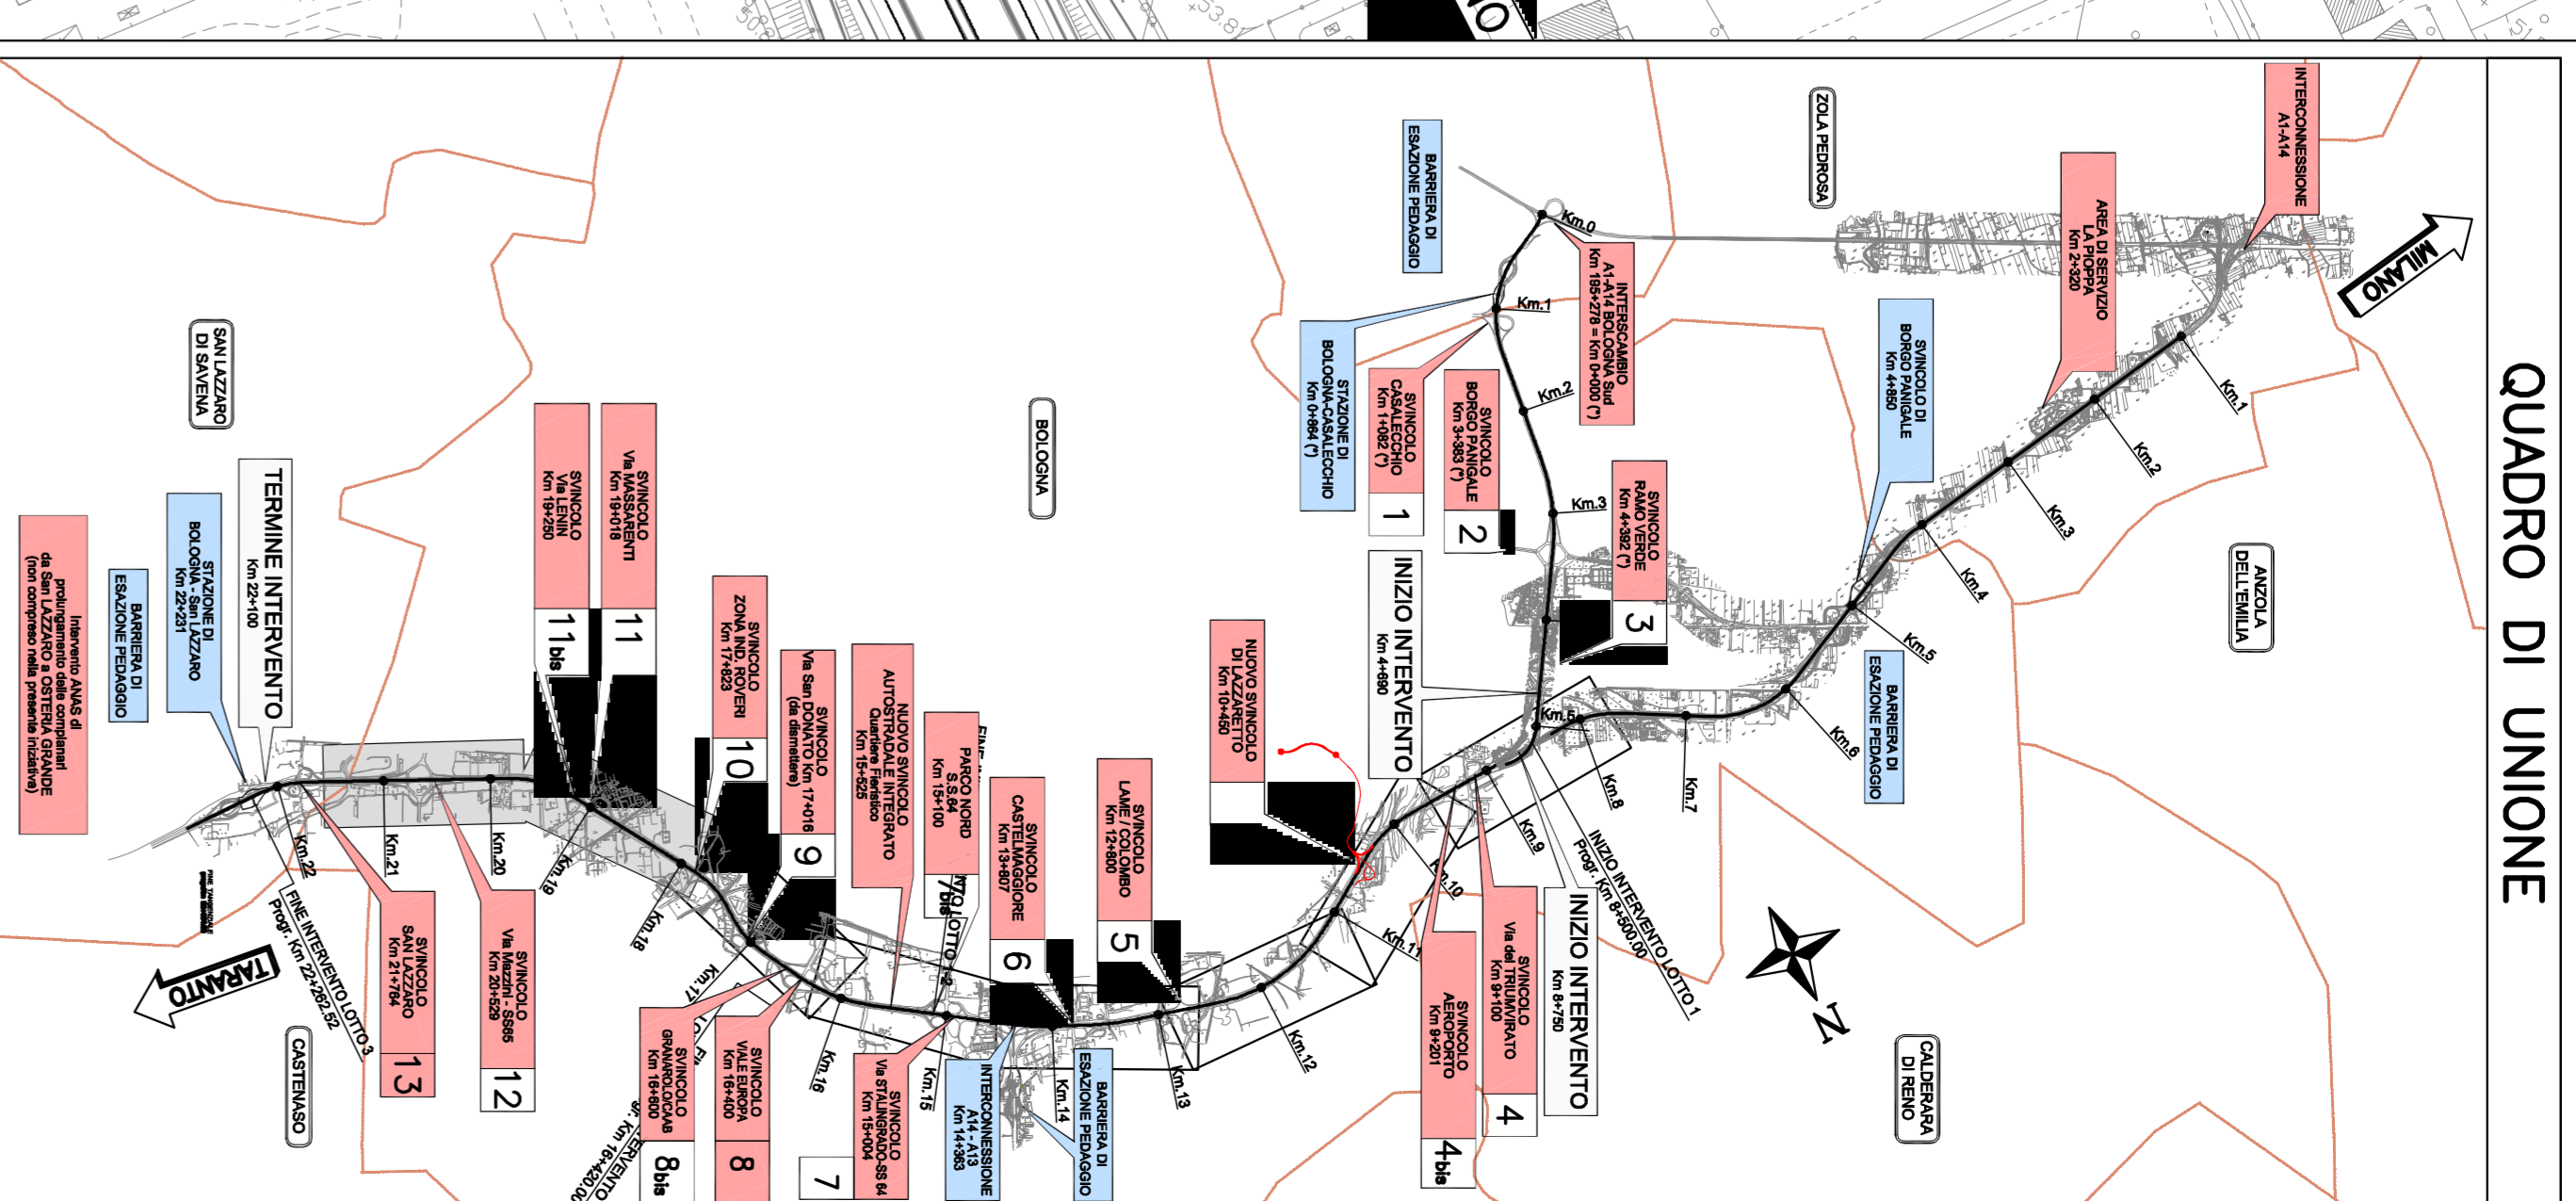 QUADRO DI UNIONE
INTERCONNESSIONE
A1-A14
MILANO
AREA DI SERVIZIO
LA PIOPPA
Km 2+320
ZOLA PEDROSA
Km.1
Km.2
Km.3
Km.4
Km.5
Km.6
Km.7
Km.8
Km.9
Km.10
Km.11
Km.12
Km.13
Km.14
Km.15
Km.16
Km.17
Km.18
Km.19
Km.20
Km.21
Km.22
SVINCOLO DI
BORGO PANIGALE
Km 4+850
ANZOLA
DELL'EMILIA
BARRIERA DI
ESAZIONE PEDAGGIO
CALDERARA
DI RENO
N
BARRIERA DI
ESAZIONE PEDAGGIO
Km.0
Km.1
Km.2
Km.3
Km.5
INTERSCAMBIO
A1-A14 BOLOGNA Sud
Km 195+278 = Km 0+000 (*)
STAZIONE DI
BOLOGNA-CASALECCHIO
Km 0+864 (*)
SVINCOLO
CASALECCHIO
Km 1+082 (*)
1
SVINCOLO
BORGO PANIGALE
Km 3+383 (*)
2
SVINCOLO
RAMO VERDE
Km 4+392 (*)
3
INIZIO INTERVENTO
Km 4+690
INIZIO INTERVENTO LOTTO 1
Progr. Km 8+500.00
INIZIO INTERVENTO
Km 8+750
SVINCOLO
Via del TRIUMVIRATO
Km 9+100
4
SVINCOLO
AEROPORTO
Km 9+201
4bis
NUOVO SVINCOLO
DI LAZZARETTO
Km 10+450
BOLOGNA
SVINCOLO
LAME / COLOMBO
Km 12+800
5
SVINCOLO
CASTELMAGGIORE
Km 13+807
6
BARRIERA DI
ESAZIONE PEDAGGIO
INTERCONNESSIONE
A14 - A13
Km 14+363
SVINCOLO
Via STALINGRADO-SS 64
Km 15+004
7
PARCO NORD
S.S.64
Km 15+100
7bis
NUOVO SVINCOLO
AUTOSTRADALE INTEGRATO
Quartiere Fieristico
Km 15+525
SVINCOLO
VIALE EUROPA
Km 16+400
8
SVINCOLO
GRANAROLO/CAAB
Km 16+600
8bis
SVINCOLO
Via San DONATO Km 17+016
(da dismettere)
9
SVINCOLO
ZONA IND. ROVERI
Km 17+623
10
SVINCOLO
Via MASSARENTI
Km 19+018
11
SVINCOLO
Via LENIN
Km 19+250
11bis
SVINCOLO
Via Mazzini - SS65
Km 20+529
12
SVINCOLO
SAN LAZZARO
Km 21+764
13
SAN LAZZARO
DI SAVENA
TERMINE INTERVENTO
Km 22+100
STAZIONE DI
BOLOGNA - San LAZZARO
Km 22+231
BARRIERA DI
ESAZIONE PEDAGGIO
Intervento ANAS di
prolungamento delle complanari
da San LAZZARO a OSTERIA GRANDE
(non compreso nella presente iniziativa)
FINE INTERVENTO LOTTO 3
Progr. Km 22+262.52
TARANTO
CASTENASO